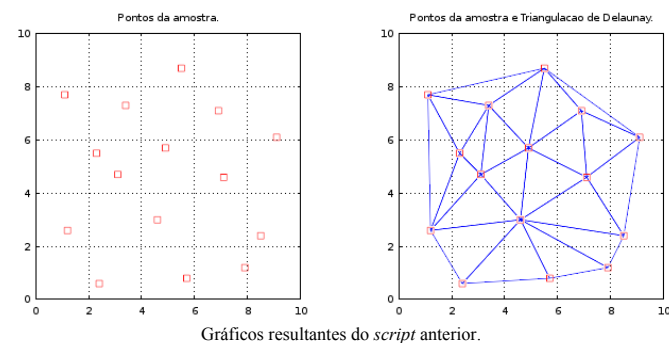 Pontos da amostra.
10
8
6
4
2
0
0 2 4 6 8 10
Pontos da amostra e Triangulacao de Delaunay.
10
8
6
4
2
0
0 2 4 6 8 10
Gráficos resultantes do script anterior.